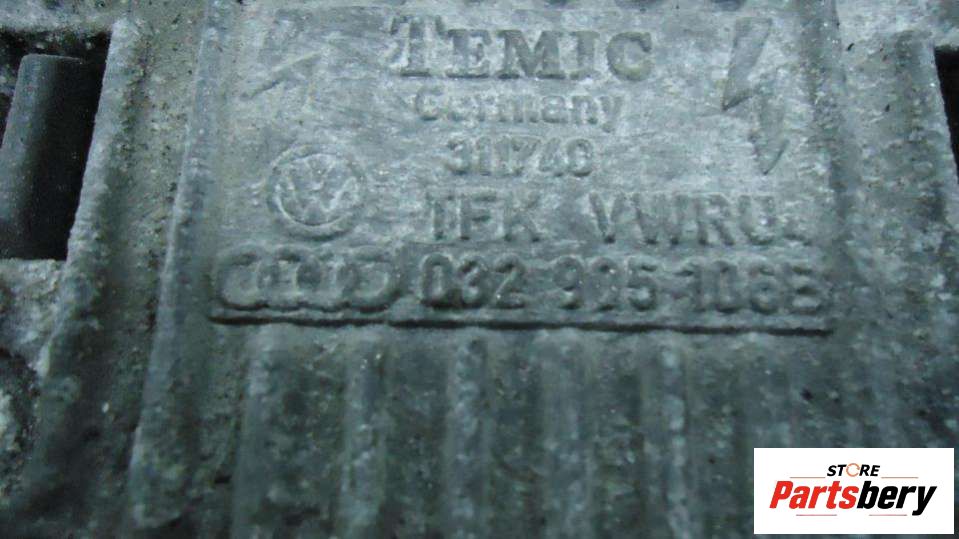 TEMIC
Germany
311740
TFK VWRU
032 905 106B
STORE
Partsbery